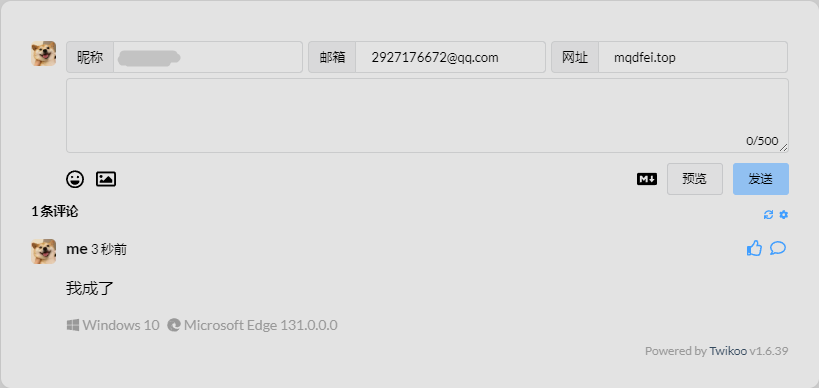 昵称 邮箱 2927176672@qq.com 网址 mqdfei.top
0/500
M 预览 发送
1 条评论
me 3 秒前
我成了
Windows 10 Microsoft Edge 131.0.0.0
Powered by Twikoo v1.6.39